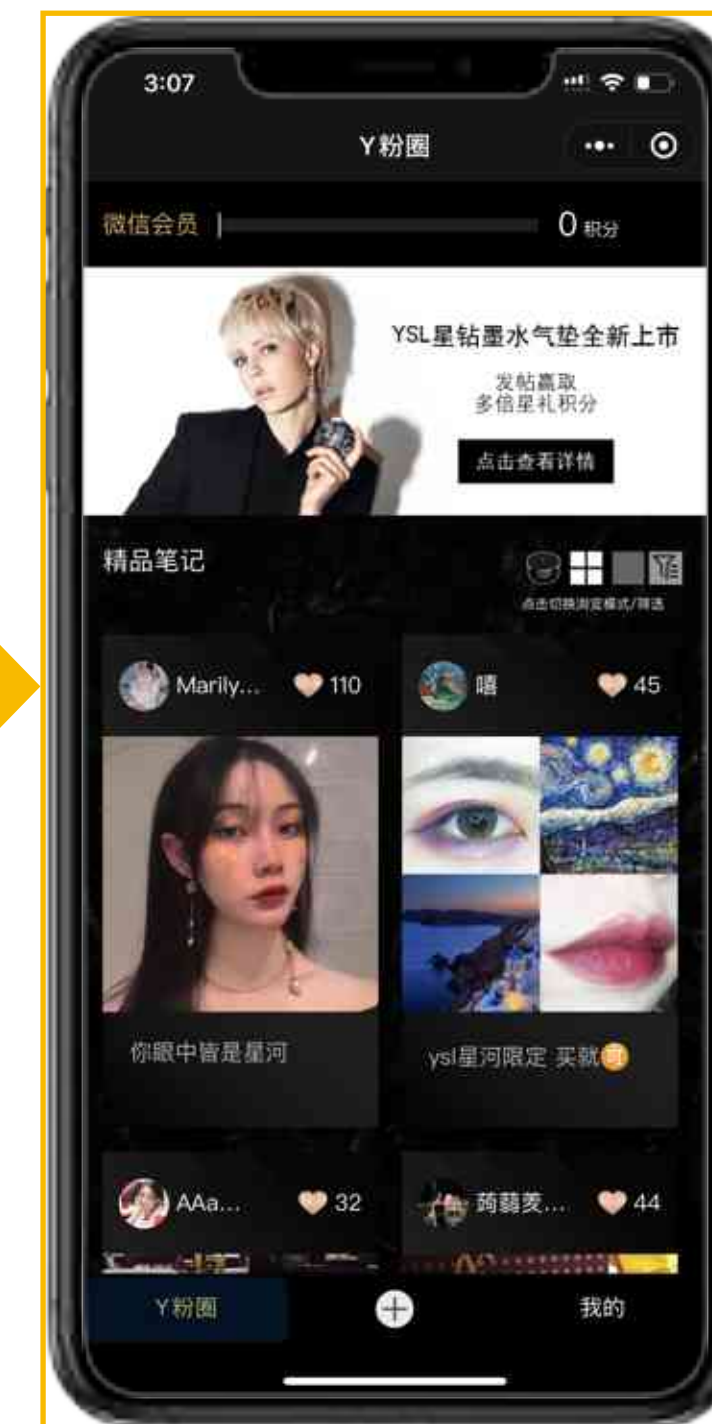 3:07
Y粉圈
微信会员 0 积分
YSL星钻墨水气垫全新上市
发帖赢取
多倍星礼积分
点击查看详情
精品笔记
点击切换浏览模式/筛选
Marily... 110
嘻 45
你眼中皆是星河
ysl星河限定 买就可
AAa... 32
蒟蒻羹... 44
Y粉圈
我的